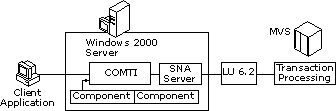 Windows 2000
Server
MVS
COMTI
SNA
Server
LU 6.2
Transaction
Processing
Client
Application
Component
Component